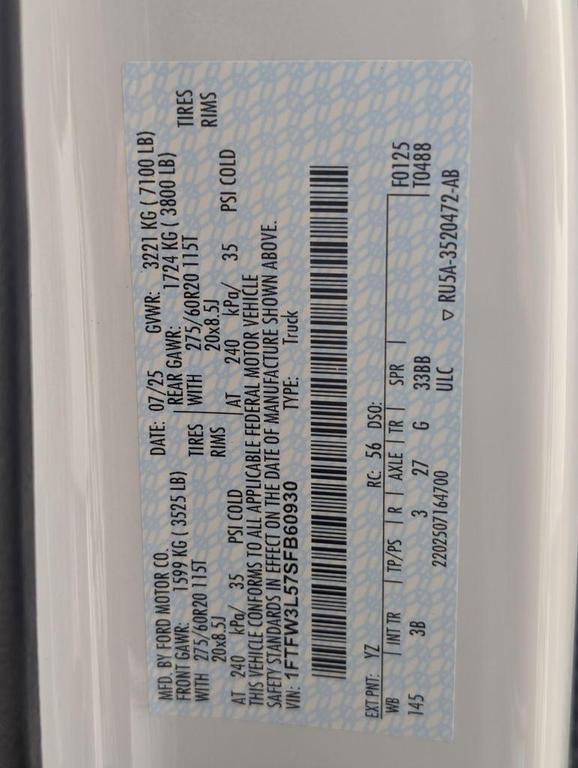 MFD. BY FORD MOTOR CO. DATE: 07/25 GVWR: 3221 KG ( 7100 LB)
FRONT GAWR: 1599 KG ( 3525 LB) REAR GAWR: 1724 KG ( 3800 LB)
WITH 275/60R20 115T TIRES WITH 275/60R20 115T TIRES
20x8.5J RIMS 20x8.5J RIMS
AT 240 kPa/ 35 PSI COLD AT 240 kPa/ 35 PSI COLD
THIS VEHICLE CONFORMS TO ALL APPLICABLE FEDERAL MOTOR VEHICLE
SAFETY STANDARDS IN EFFECT ON THE DATE OF MANUFACTURE SHOWN ABOVE.
VIN: 1FTFW3L57SFB60930 TYPE: Truck
EXT PNT: YZ RC: 56 DSO:
WB INT TR TP/PS R AXLE TR SPR F0125
145 3B 3 27 G 33BB T0488
2202507164700 ULC ▽ RU5A-3520472-AB